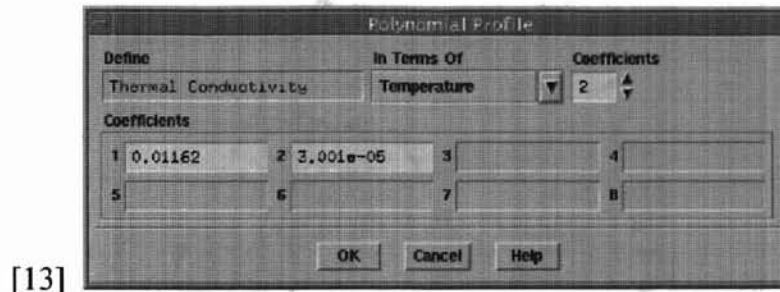 Polynomial Profile
Define In Terms Of Coefficients
Thermal Conductivity Temperature 2
Coefficients
1 0.01162 2 3.001e-05 3 4
5 6 7 8
OK Cancel Help
[13]